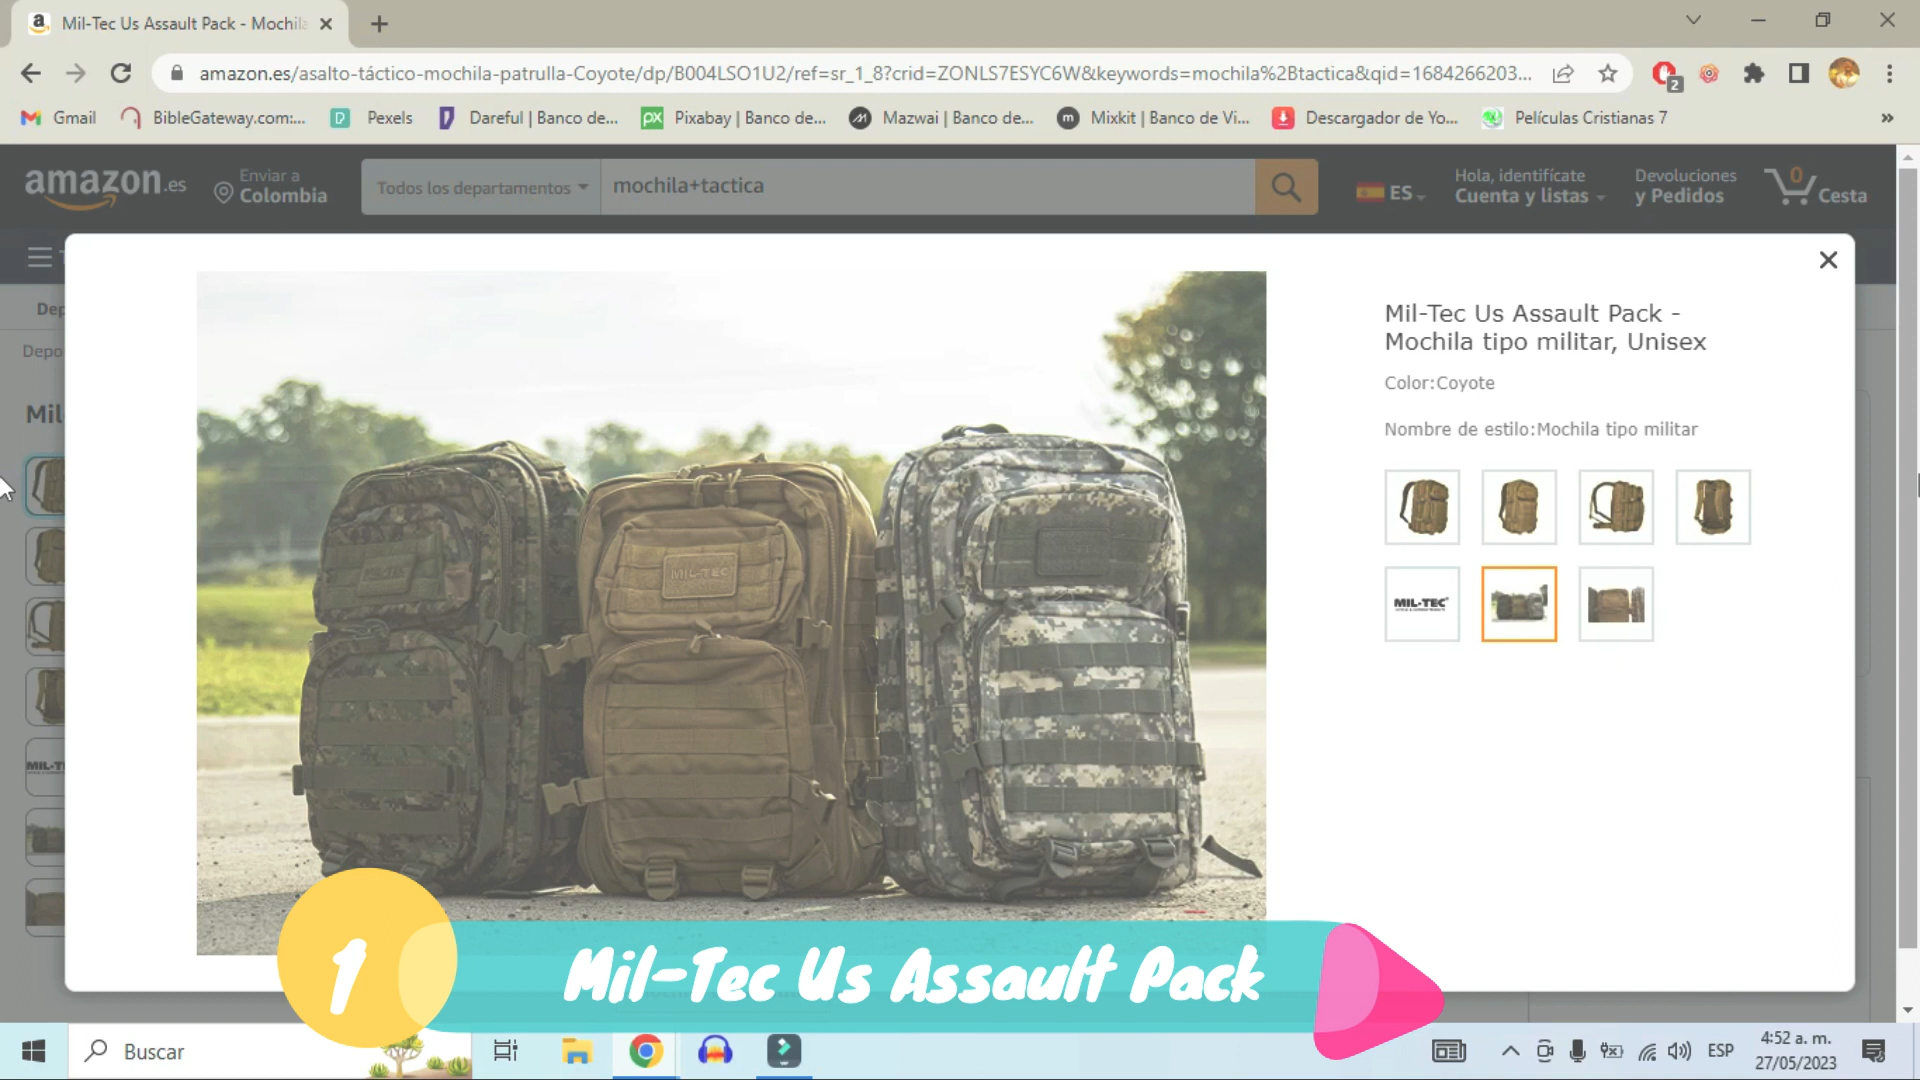 Mil-Tec Us Assault Pack - Mochila
amazon.es/asalto-táctico-mochila-patrulla-Coyote/dp/B004LSO1U2/ref=sr_1_8?crid=ZONLS7ESYC6W&keywords=mochila%2Btactica&qid=1684266203...
2
Gmail
BibleGateway.com:...
Pexels
Dareful | Banco de...
Pixabay | Banco de...
Mazwai | Banco de...
Mixkit | Banco de Vi...
Descargador de Yo...
Películas Cristianas 7
»
amazon.es
Enviar a
Colombia
Todos los departamentos
mochila+tactica
ES
Hola, identifícate
Cuenta y listas
Devoluciones
y Pedidos
0
Cesta
Dep
Depo
Mil
MIL-T
MIL-TEC
Mil-Tec Us Assault Pack -
Mochila tipo militar, Unisex
Color:Coyote
Nombre de estilo:Mochila tipo militar
MIL-TEC
1
Mil-Tec Us Assault Pack
Buscar
ESP
4:52 a. m.
27/05/2023